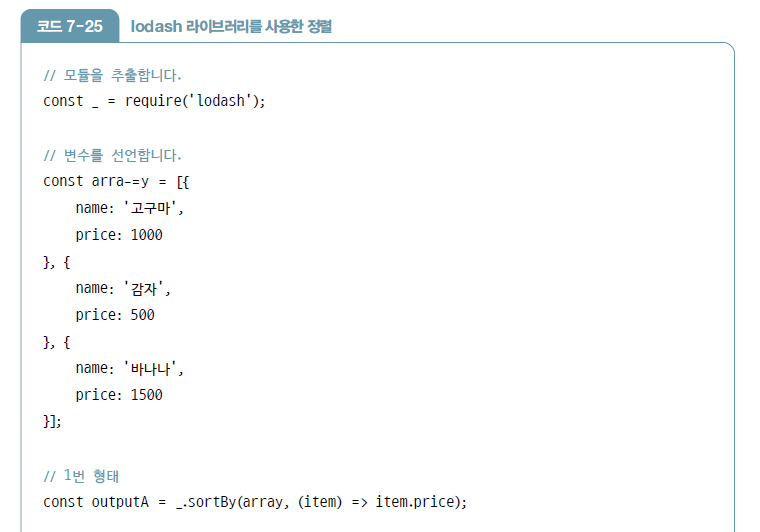 코드 7-25 lodash 라이브러리를 사용한 정렬
// 모듈을 추출합니다.
const _ = require('lodash');
// 변수를 선언합니다.
const arra-=y = [{
name: '고구마',
price: 1000
}, {
name: '감자',
price: 500
}, {
name: '바나나',
price: 1500
}];
// 1번 형태
const outputA = _.sortBy(array, (item) => item.price);